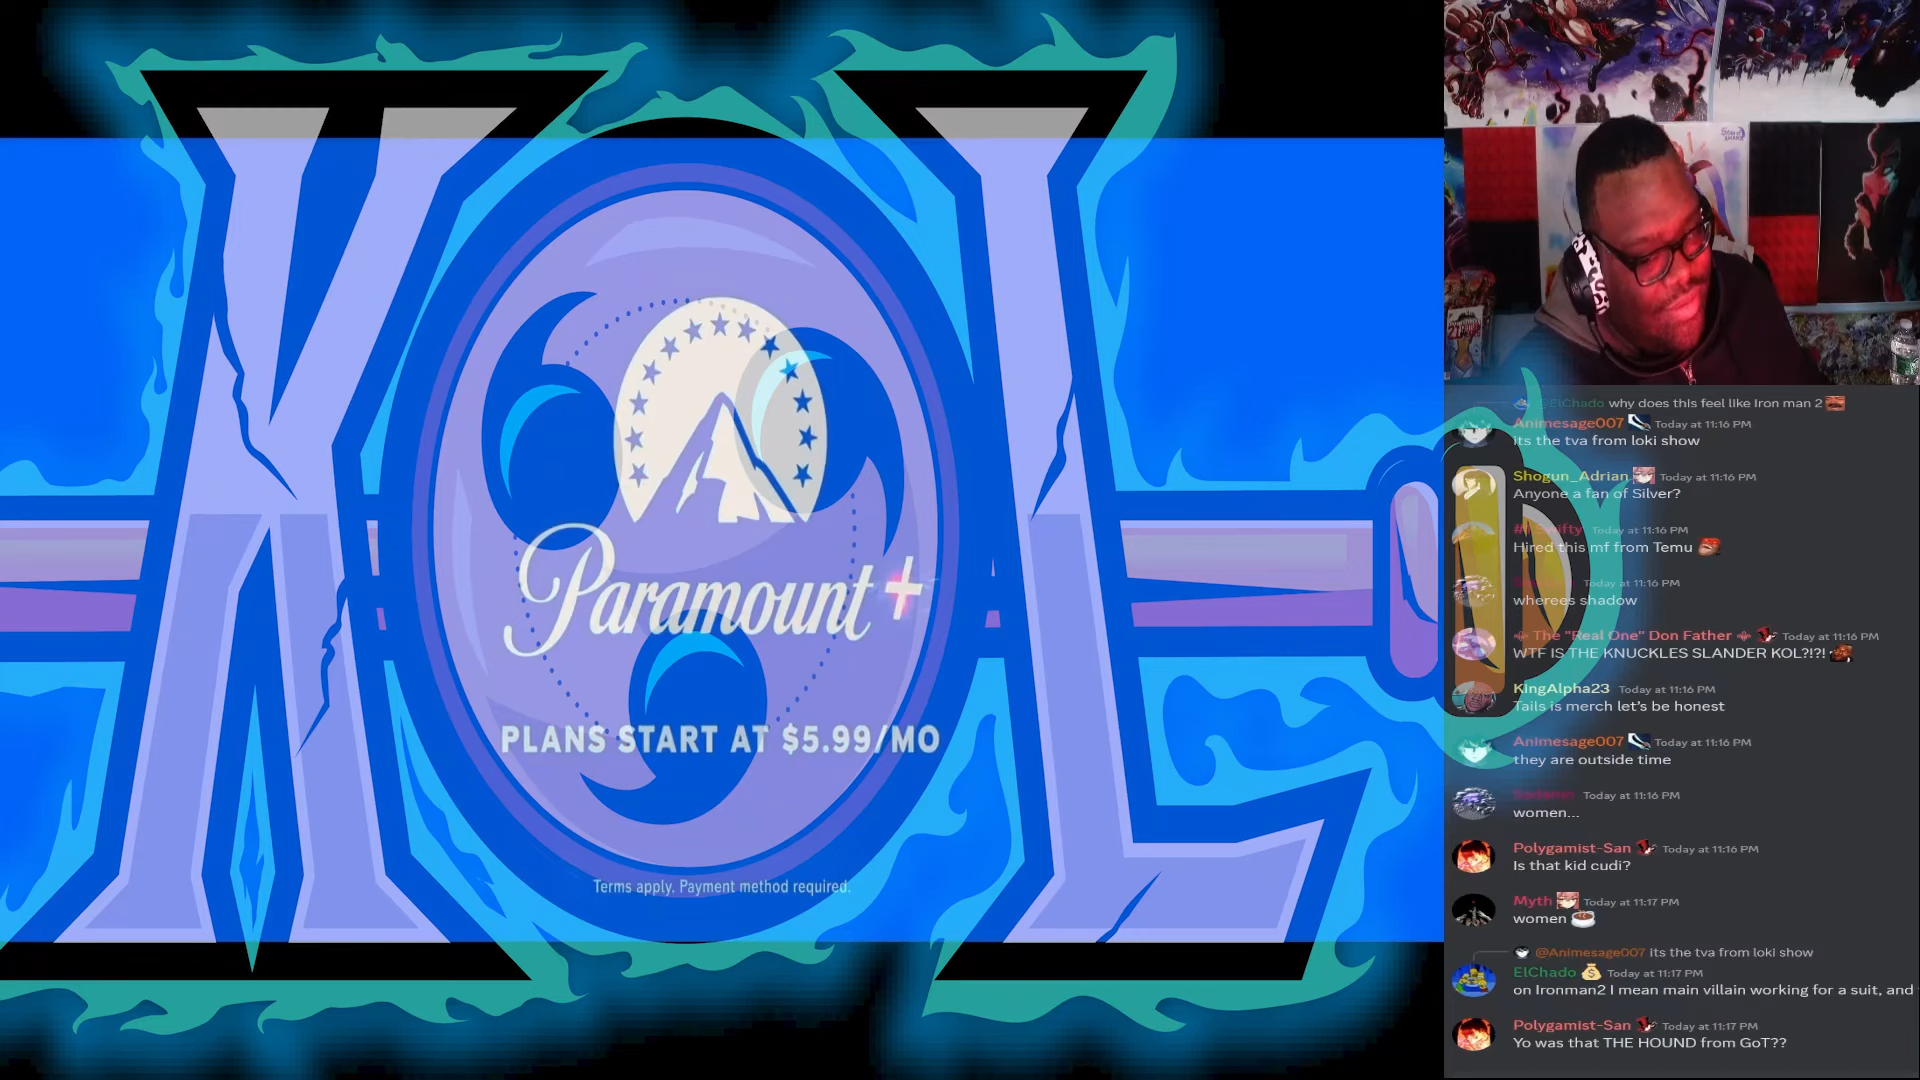 KOL
Paramount+
PLANS START AT $5.99/MO
Terms apply. Payment method required.
@ElChado why does this feel like Iron man 2
Animesage007 Today at 11:16 PM
its the tva from loki show
Shogun_Adrian Today at 11:16 PM
Anyone a fan of Silver?
Today at 11:16 PM
Hired this mf from Temu
Today at 11:16 PM
wherees shadow
The "Real One" Don Father Today at 11:16 PM
WTF IS THE KNUCKLES SLANDER KOL?!?!
KingAlpha23 Today at 11:16 PM
Tails is merch let's be honest
Animesage007 Today at 11:16 PM
they are outside time
Today at 11:16 PM
women...
Polygamist-San Today at 11:16 PM
Is that kid cudi?
Myth Today at 11:17 PM
women
@Animesage007 its the tva from loki show
ElChado Today at 11:17 PM
on Ironman2 I mean main villain working for a suit, and
Polygamist-San Today at 11:17 PM
Yo was that THE HOUND from GoT??